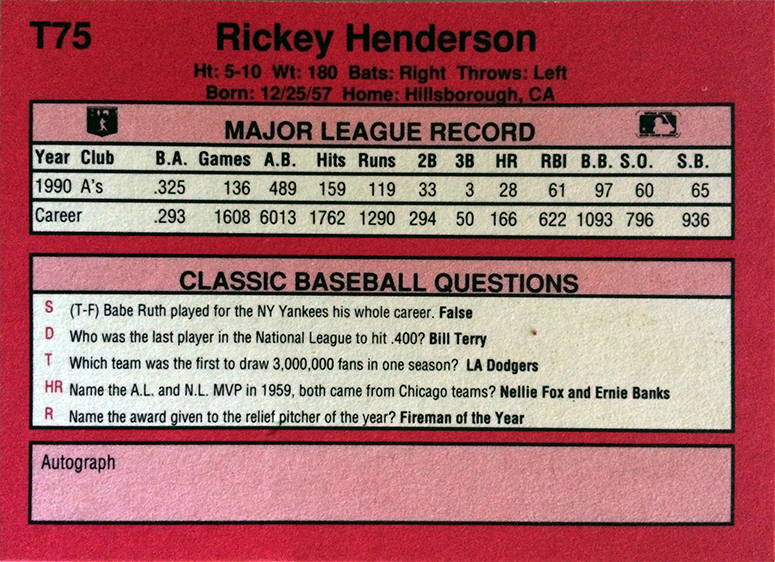 T75 Rickey Henderson
Ht: 5-10 Wt: 180 Bats: Right Throws: Left
Born: 12/25/57 Home: Hillsborough, CA
MAJOR LEAGUE RECORD
Year Club B.A. Games A.B. Hits Runs 2B 3B HR RBI B.B. S.O. S.B.
1990 A's .325 136 489 159 119 33 3 28 61 97 60 65
Career .293 1608 6013 1762 1290 294 50 166 622 1093 796 936
CLASSIC BASEBALL QUESTIONS
S (T-F) Babe Ruth played for the NY Yankees his whole career. False
D Who was the last player in the National League to hit .400? Bill Terry
T Which team was the first to draw 3,000,000 fans in one season? LA Dodgers
HR Name the A.L. and N.L. MVP in 1959, both came from Chicago teams? Nellie Fox and Ernie Banks
R Name the award given to the relief pitcher of the year? Fireman of the Year
Autograph